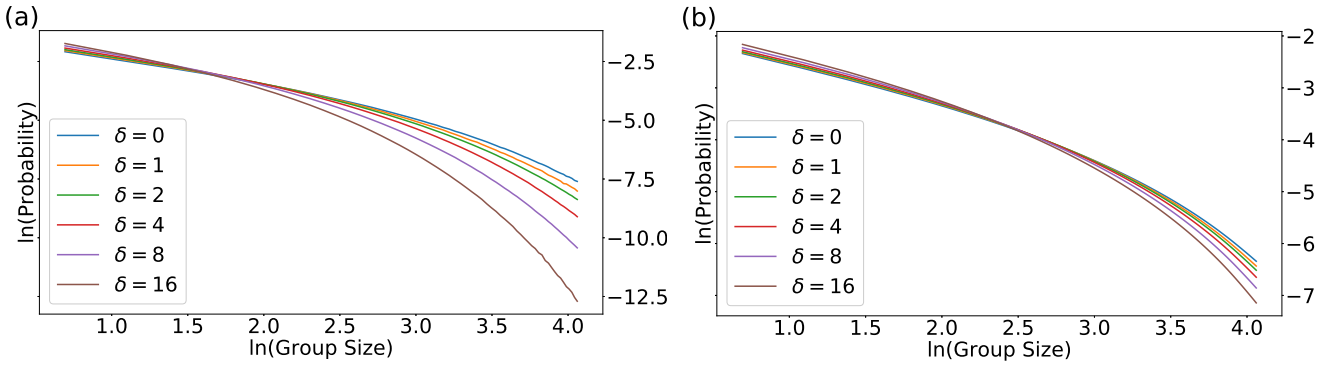 (a)
ln(Probability)
−2.5
−5.0
−7.5
−10.0
−12.5
δ = 0
δ = 1
δ = 2
δ = 4
δ = 8
δ = 16
1.0 1.5 2.0 2.5 3.0 3.5 4.0
ln(Group Size)
(b)
ln(Probability)
−2
−3
−4
−5
−6
−7
δ = 0
δ = 1
δ = 2
δ = 4
δ = 8
δ = 16
1.0 1.5 2.0 2.5 3.0 3.5 4.0
ln(Group Size)